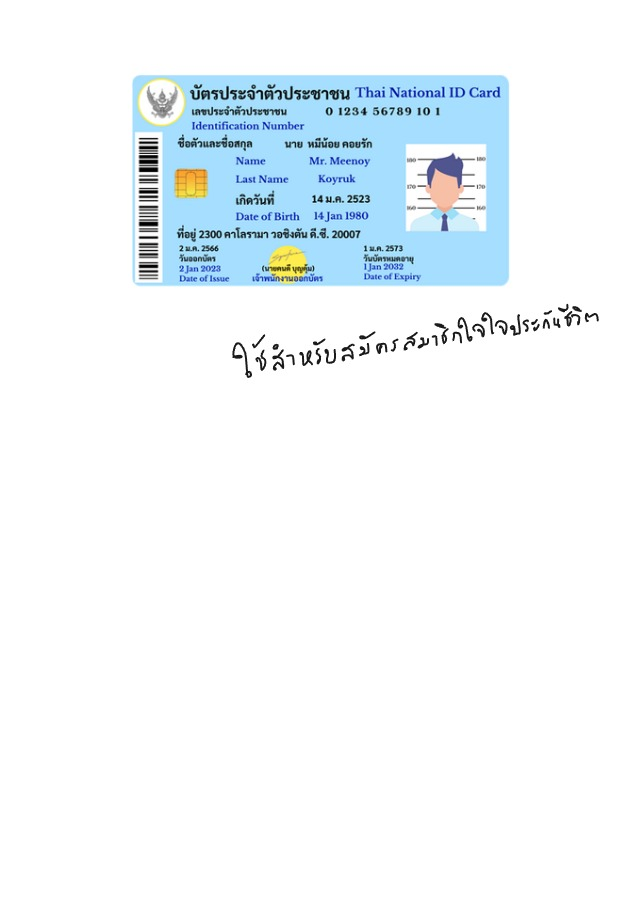 บัตรประจำตัวประชาชน Thai National ID Card
เลขประจำตัวประชาชน 0 1234 56789 10 1
Identification Number
ชื่อตัวและชื่อสกุล นาย หมีน้อย คอยรัก
Name Mr. Meenoy
Last Name Koyruk
เกิดวันที่ 14 ม.ค. 2523
Date of Birth 14 Jan 1980
ที่อยู่ 2300 คาโลรามา วอชิงตัน ดี.ซี. 20007
2 ม.ค. 2566 1 ม.ค. 2573
วันออกบัตร วันบัตรหมดอายุ
2 Jan 2023 (นายคนดี บุญคุ้ม) 1 Jan 2032
Date of Issue เจ้าพนักงานออกบัตร Date of Expiry
180 180
170 170
160 160
ใช้สำหรับสมัครสมาชิกใจใจประกันชีวิต